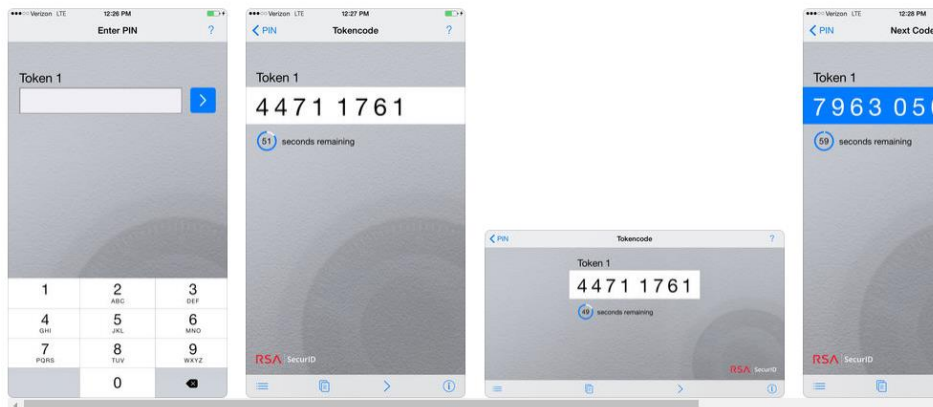 Verizon LTE 12:26 PM
Enter PIN ?
Token 1
1 2 ABC 3 DEF
4 GHI 5 JKL 6 MNO
7 PQRS 8 TUV 9 WXYZ
0
Verizon LTE 12:27 PM
PIN Tokencode ?
Token 1
4471 1761
51 seconds remaining
RSA SecurID
PIN Tokencode ?
Token 1
4471 1761
49 seconds remaining
RSA SecurID
Verizon LTE 12:28 PM
PIN Next Code
Token 1
7963 05
59 seconds remaining
RSA SecurID